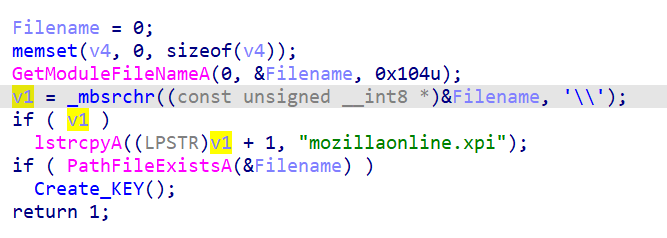 Filename = 0;
memset(v4, 0, sizeof(v4));
GetModuleFileNameA(0, &Filename, 0x104u);
v1 = _mbsrchr((const unsigned __int8 *)&Filename, '\\');
if ( v1 )
lstrcpyA((LPSTR)v1 + 1, "mozillaonline.xpi");
if ( PathFileExistsA(&Filename) )
Create_KEY();
return 1;